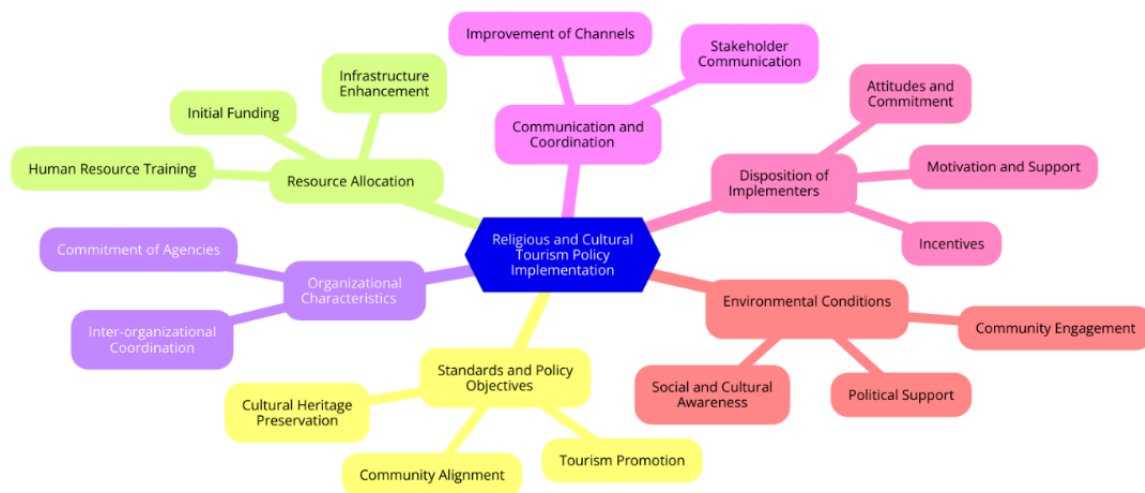 Improvement of Channels
Stakeholder
Communication
Infrastructure
Enhancement
Attitudes and
Commitment
Initial Funding
Communication and
Coordination
Human Resource Training
Resource Allocation
Disposition of
Implementers
Motivation and Support
Religious and Cultural
Tourism Policy
Implementation
Commitment of Agencies
Incentives
Organizational
Characteristics
Environmental Conditions
Inter-organizational
Coordination
Community Engagement
Standards and Policy
Objectives
Social and Cultural
Awareness
Political Support
Cultural Heritage
Preservation
Community Alignment
Tourism Promotion